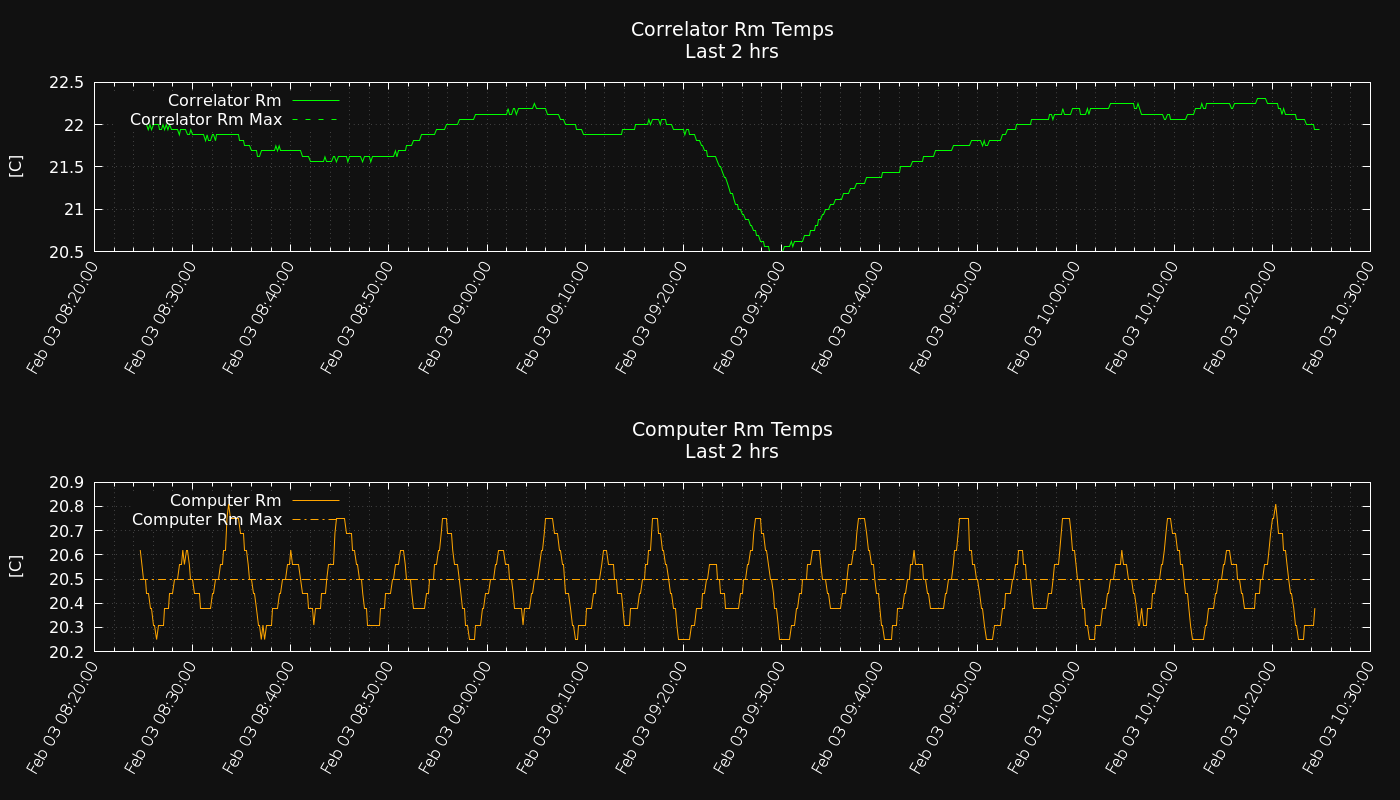 Correlator Rm Temps
Last 2 hrs
22.5
22
21.5
21
20.5
[C]
Correlator Rm
Correlator Rm Max
Feb 03 08:20:00
Feb 03 08:30:00
Feb 03 08:40:00
Feb 03 08:50:00
Feb 03 09:00:00
Feb 03 09:10:00
Feb 03 09:20:00
Feb 03 09:30:00
Feb 03 09:40:00
Feb 03 09:50:00
Feb 03 10:00:00
Feb 03 10:10:00
Feb 03 10:20:00
Feb 03 10:30:00
Computer Rm Temps
Last 2 hrs
20.9
20.8
20.7
20.6
20.5
20.4
20.3
20.2
[C]
Computer Rm
Computer Rm Max
Feb 03 08:20:00
Feb 03 08:30:00
Feb 03 08:40:00
Feb 03 08:50:00
Feb 03 09:00:00
Feb 03 09:10:00
Feb 03 09:20:00
Feb 03 09:30:00
Feb 03 09:40:00
Feb 03 09:50:00
Feb 03 10:00:00
Feb 03 10:10:00
Feb 03 10:20:00
Feb 03 10:30:00